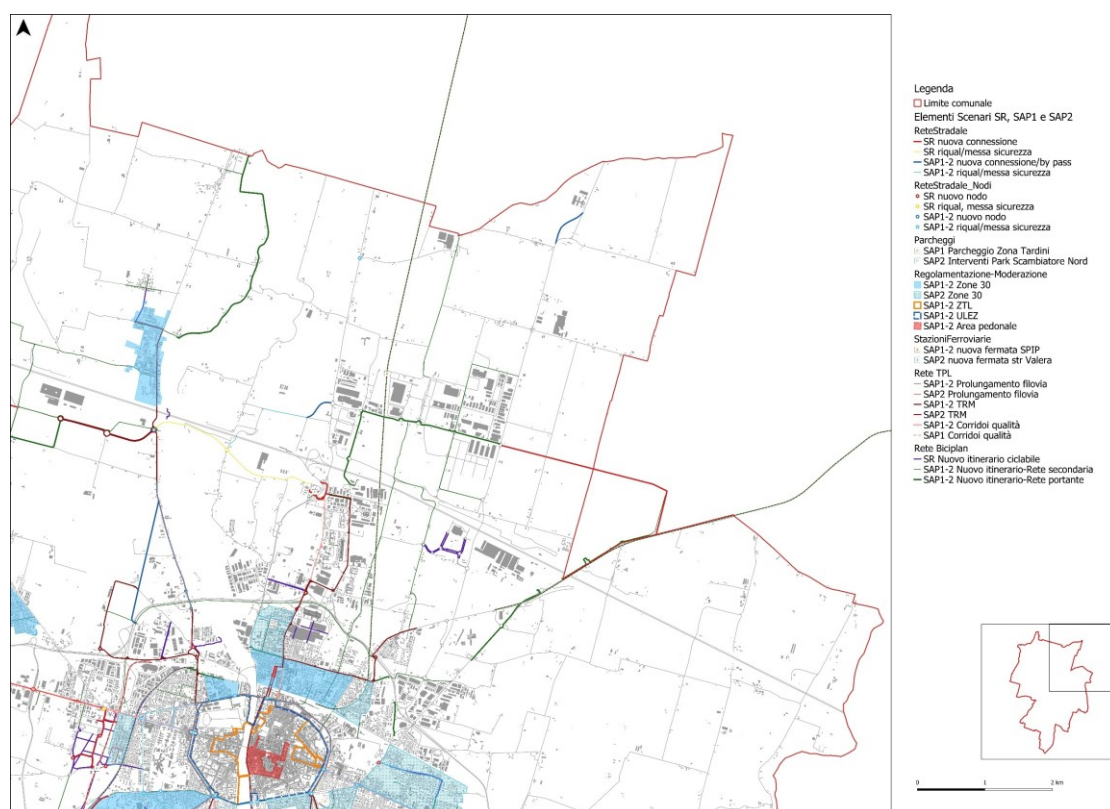 Legenda
Limite comunale
Elementi Scenari SR, SAP1 e SAP2
ReteStradale
SR nuova connessione
SR riqual/messa sicurezza
SAP1-2 nuova connessione/by pass
SAP1-2 riqual/messa sicurezza
ReteStradale_Nodi
SR nuovo nodo
SR riqual, messa sicurezza
SAP1-2 nuovo nodo
SAP1-2 riqual/messa sicurezza
Parcheggi
SAP1 Parcheggio Zona Tardini
SAP2 Interventi Park Scambiatore Nord
Regolamentazione-Moderazione
SAP1-2 Zone 30
SAP2 Zone 30
SAP1-2 ZTL
SAP1-2 ULEZ
SAP1-2 Area pedonale
StazioniFerroviarie
SAP1-2 nuova fermata SPIP
SAP2 nuova fermata str Valera
Rete TPL
SAP1-2 Prolungamento filovia
SAP2 Prolungamento filovia
SAP1-2 TRM
SAP2 TRM
SAP1-2 Corridoi qualità
SAP1 Corridoi qualità
Rete Biciplan
SR Nuovo itinerario ciclabile
SAP1-2 Nuovo itinerario-Rete secondaria
SAP1-2 Nuovo itinerario-Rete portante
0 1 2 km